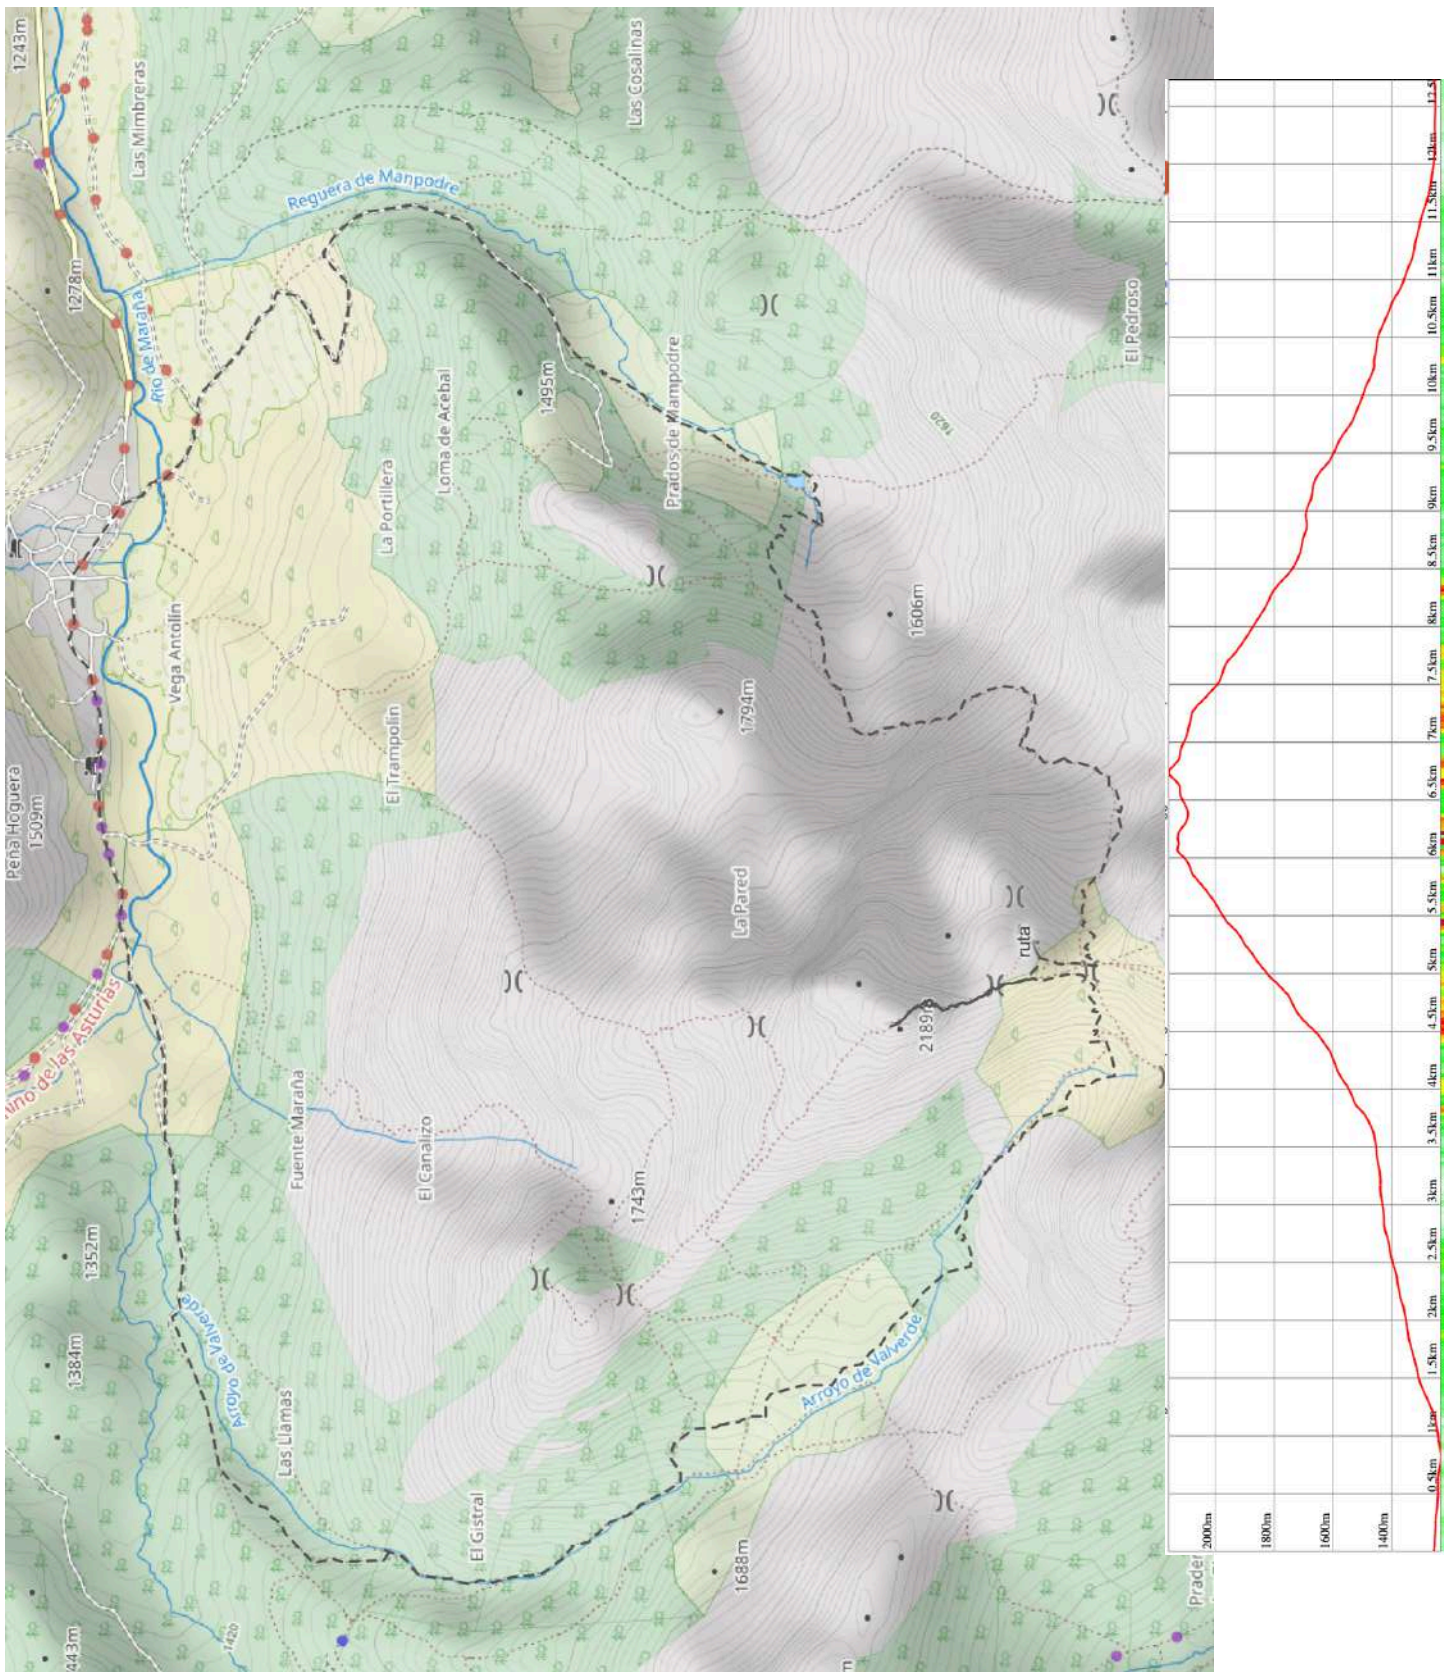 1243m
Las Mimbreras
Las Cosalinas
Reguera de Manpodre
1278m
Río de Maraña
El Pedroso
Prados de Mampodre
1495m
Loma de Acebal
La Portillera
1620
Vega Antolín
1606m
1794m
El Trampolín
Peña Hoguera
1509m
La Pared
ruta
2189m
mino de las Asturias
Fuente Maraña
El Canalizo
1743m
1352m
1384m
Arroyo de Valverde
Las Llamas
Arroyo de Valverde
El Gistral
1688m
1420
443m
m
Prader
2000m
1800m
1600m
1400m
0.5km
1km
1.5km
2km
2.5km
3km
3.5km
4km
4.5km
5km
5.5km
6km
6.5km
7km
7.5km
8km
8.5km
9km
9.5km
10km
10.5km
11km
11.5km
12km
12.5